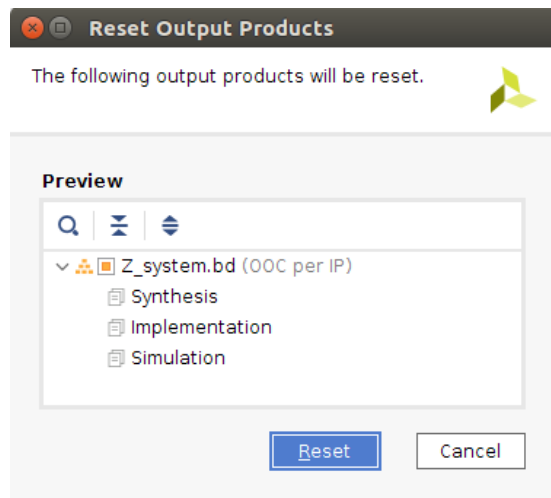 Reset Output Products
The following output products will be reset.
Preview
Z_system.bd (OOC per IP)
Synthesis
Implementation
Simulation
Reset
Cancel